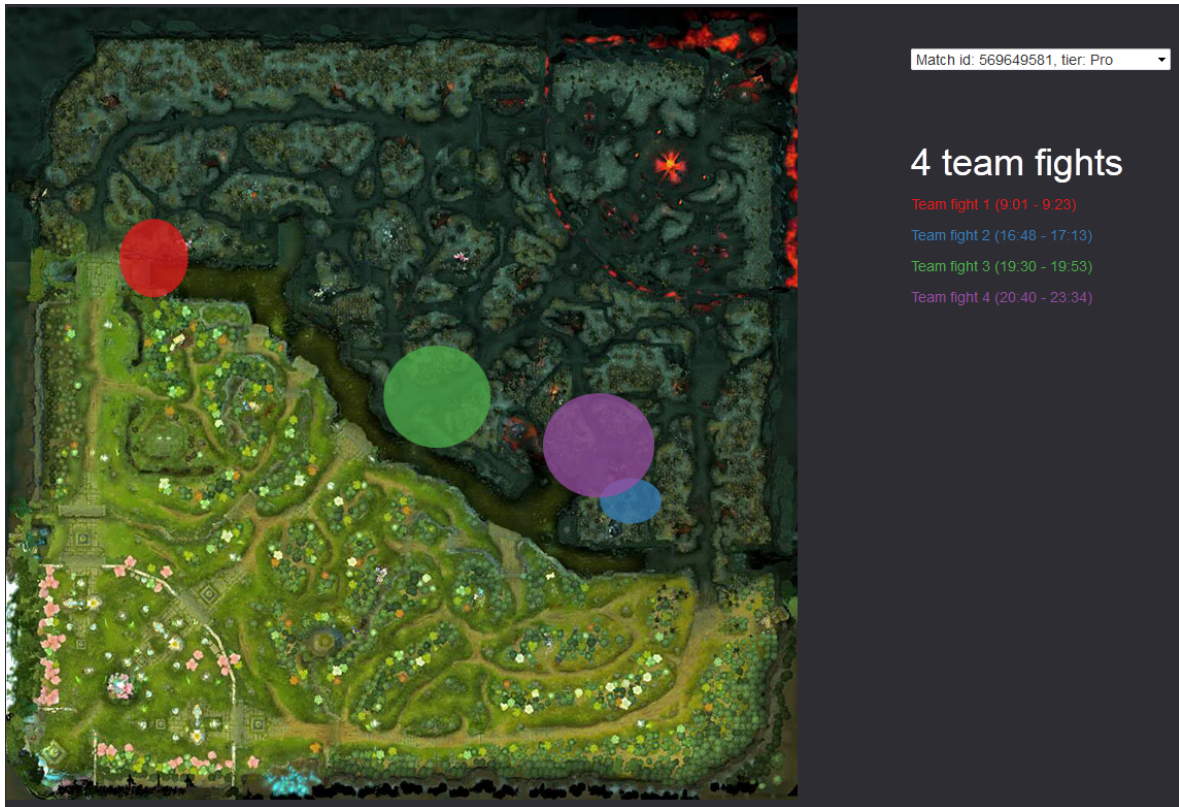 Match id: 569649581, tier: Pro
4 team fights
Team fight 1 (9:01 - 9:23)
Team fight 2 (16:48 - 17:13)
Team fight 3 (19:30 - 19:53)
Team fight 4 (20:40 - 23:34)